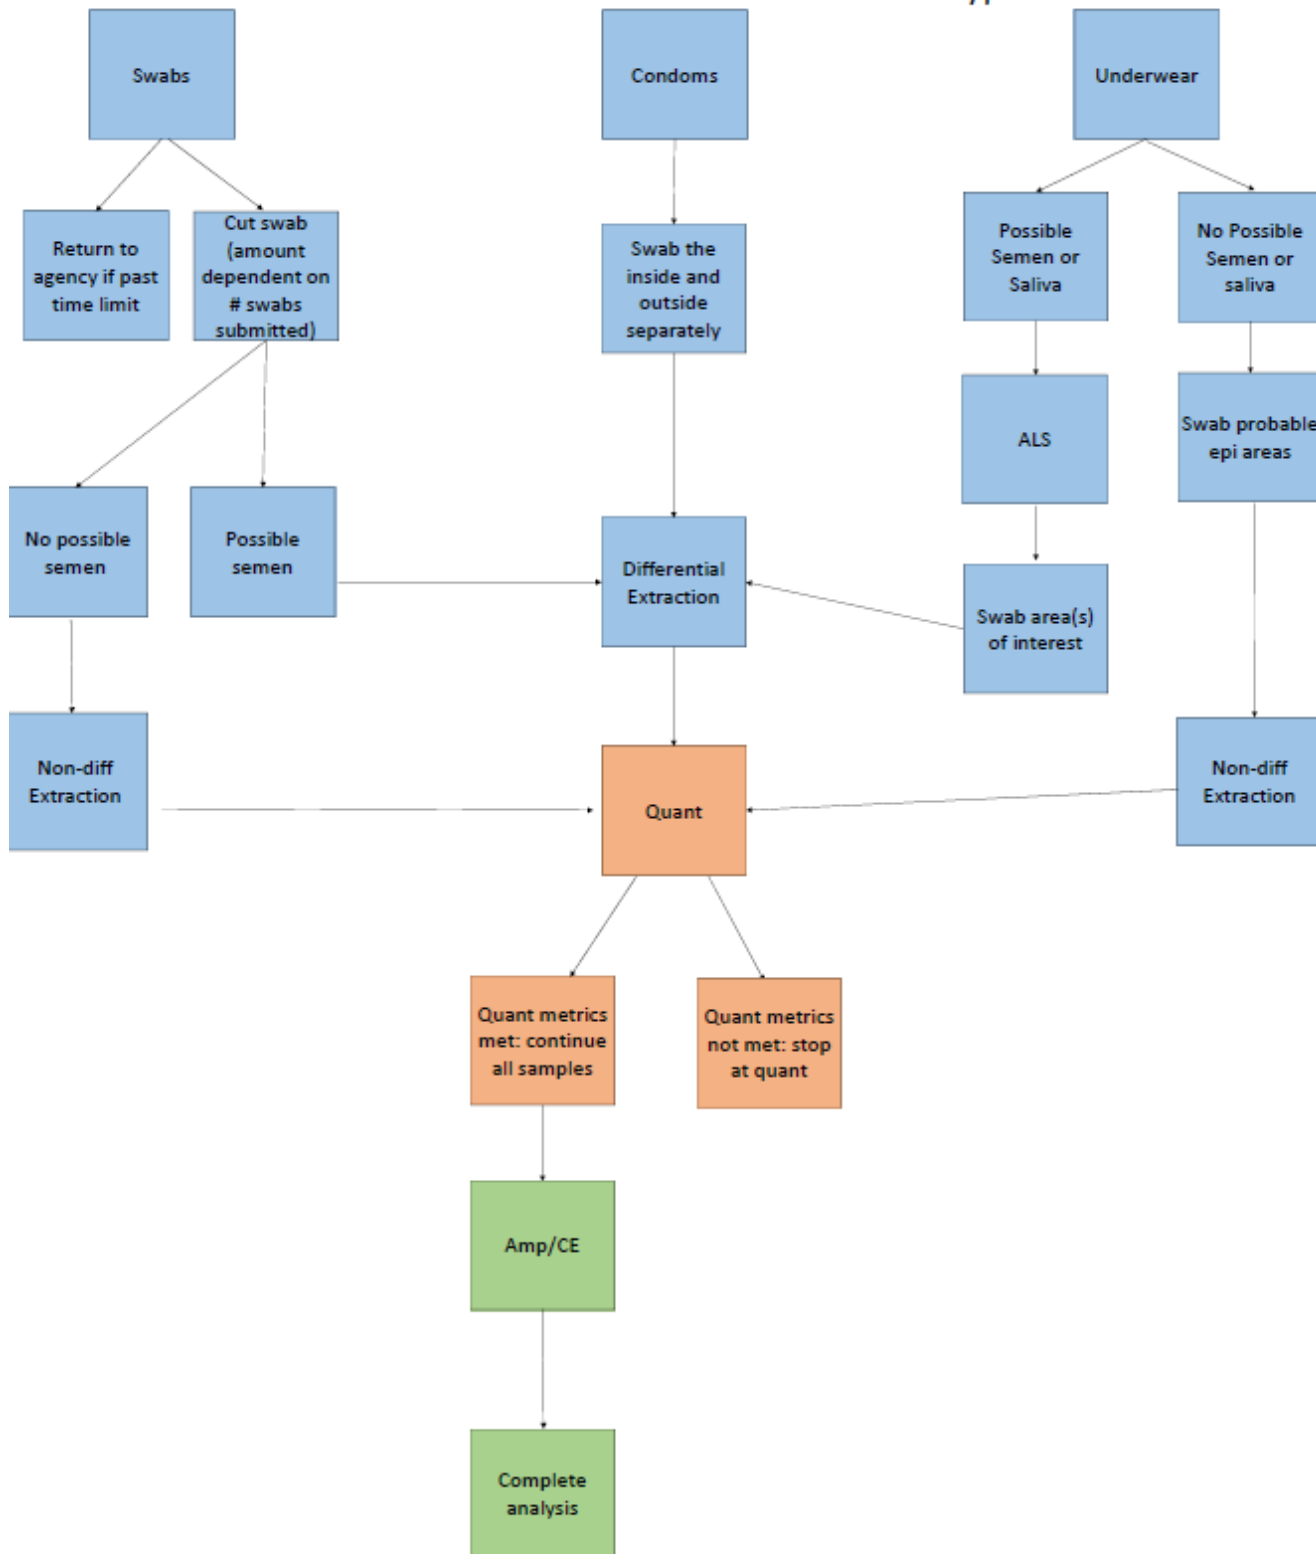 Swabs
Condoms
Underwear
Return to
agency if past
time limit
Cut swab
(amount
dependent on
# swabs
submitted)
Swab the
inside and
outside
separately
Possible
Semen or
Saliva
No Possible
Semen or
saliva
ALS
Swab probable
epi areas
No possible
semen
Possible
semen
Differential
Extraction
Swab area(s)
of interest
Non-diff
Extraction
Quant
Non-diff
Extraction
Quant metrics
met: continue
all samples
Quant metrics
not met: stop
at quant
Amp/CE
Complete
analysis